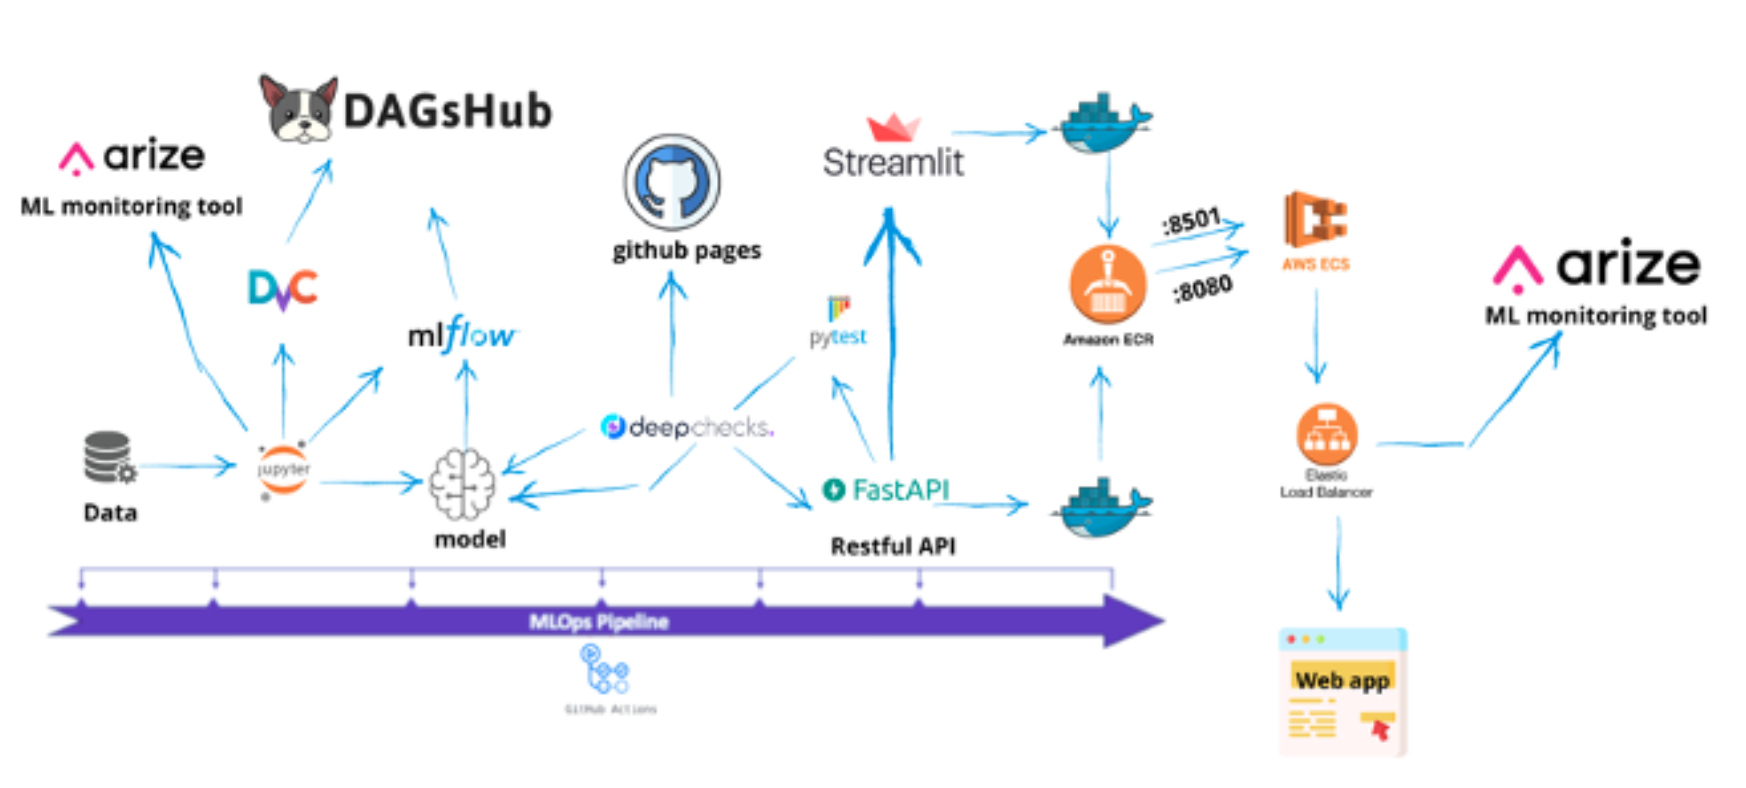 DAGsHub
arize
ML monitoring tool
DVC
mlflow
github pages
Streamlit
pytest
:8501
:8080
AWS ECS
Amazon ECR
arize
ML monitoring tool
deepchecks.
Data
jupyter
model
FastAPI
Restful API
Elastic
Load Balancer
MLOps Pipeline
GitHub Actions
Web app